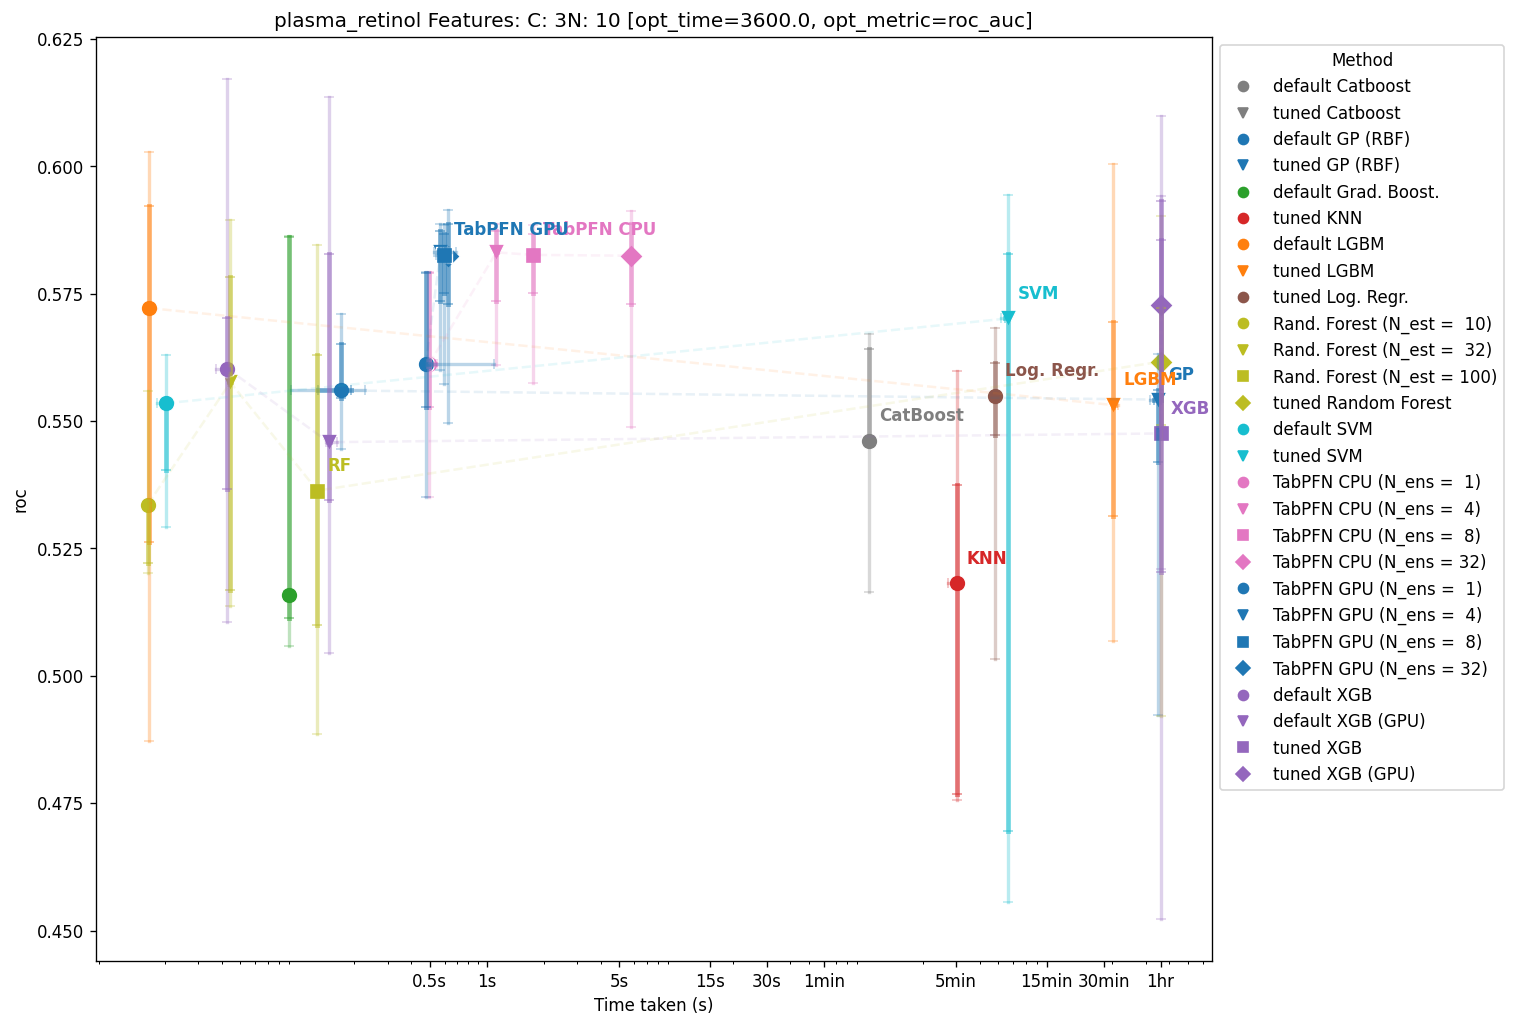 plasma_retinol Features: C: 3N: 10 [opt_time=3600.0, opt_metric=roc_auc]
0.625
0.600
0.575
0.550
0.525
0.500
0.475
0.450
roc
TabPFN GPU
TabPFN CPU
SVM
Log. Regr.
LGBM
GP
XGB
CatBoost
RF
KNN
0.5s
1s
5s
15s
30s
1min
5min
15min
30min
1hr
Time taken (s)
Method
default Catboost
tuned Catboost
default GP (RBF)
tuned GP (RBF)
default Grad. Boost.
tuned KNN
default LGBM
tuned LGBM
tuned Log. Regr.
Rand. Forest (N_est =  10)
Rand. Forest (N_est =  32)
Rand. Forest (N_est = 100)
tuned Random Forest
default SVM
tuned SVM
TabPFN CPU (N_ens =  1)
TabPFN CPU (N_ens =  4)
TabPFN CPU (N_ens =  8)
TabPFN CPU (N_ens = 32)
TabPFN GPU (N_ens =  1)
TabPFN GPU (N_ens =  4)
TabPFN GPU (N_ens =  8)
TabPFN GPU (N_ens = 32)
default XGB
default XGB (GPU)
tuned XGB
tuned XGB (GPU)